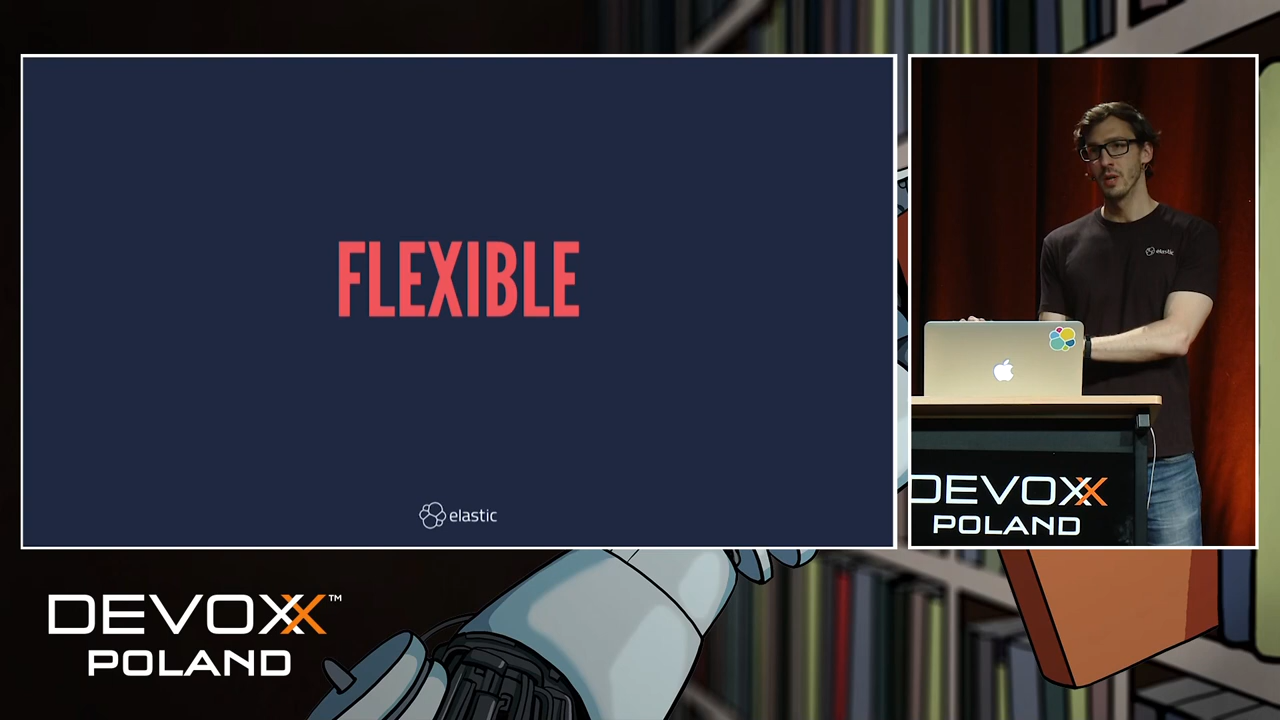 FLEXIBLE
elastic
elastic
DEVOXX
POLAND
DEVOXX™
POLAND